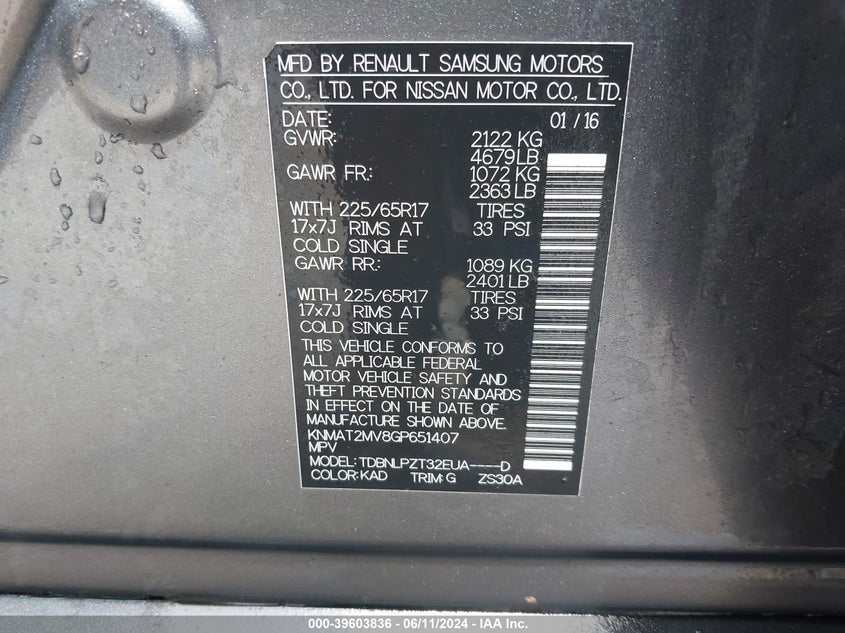 MFD BY RENAULT SAMSUNG MOTORS
CO., LTD. FOR NISSAN MOTOR CO., LTD.
DATE: 01 / 16
GVWR: 2122 KG
4679 LB
GAWR FR.: 1072 KG
2363 LB
WITH 225/65R17 TIRES
17x7J RIMS AT 33 PSI
COLD SINGLE
GAWR RR.: 1089 KG
2401 LB
WITH 225/65R17 TIRES
17x7J RIMS AT 33 PSI
COLD SINGLE
THIS VEHICLE CONFORMS TO
ALL APPLICABLE FEDERAL
MOTOR VEHICLE SAFETY AND
THEFT PREVENTION STANDARDS
IN EFFECT ON THE DATE OF
MANUFACTURE SHOWN ABOVE.
KNMAT2MV8GP651407
MPV
MODEL: TDBNLPZT32EUA----D
COLOR: KAD TRIM: G ZS30A
000-39603836 - 06/11/2024 - IAA Inc.